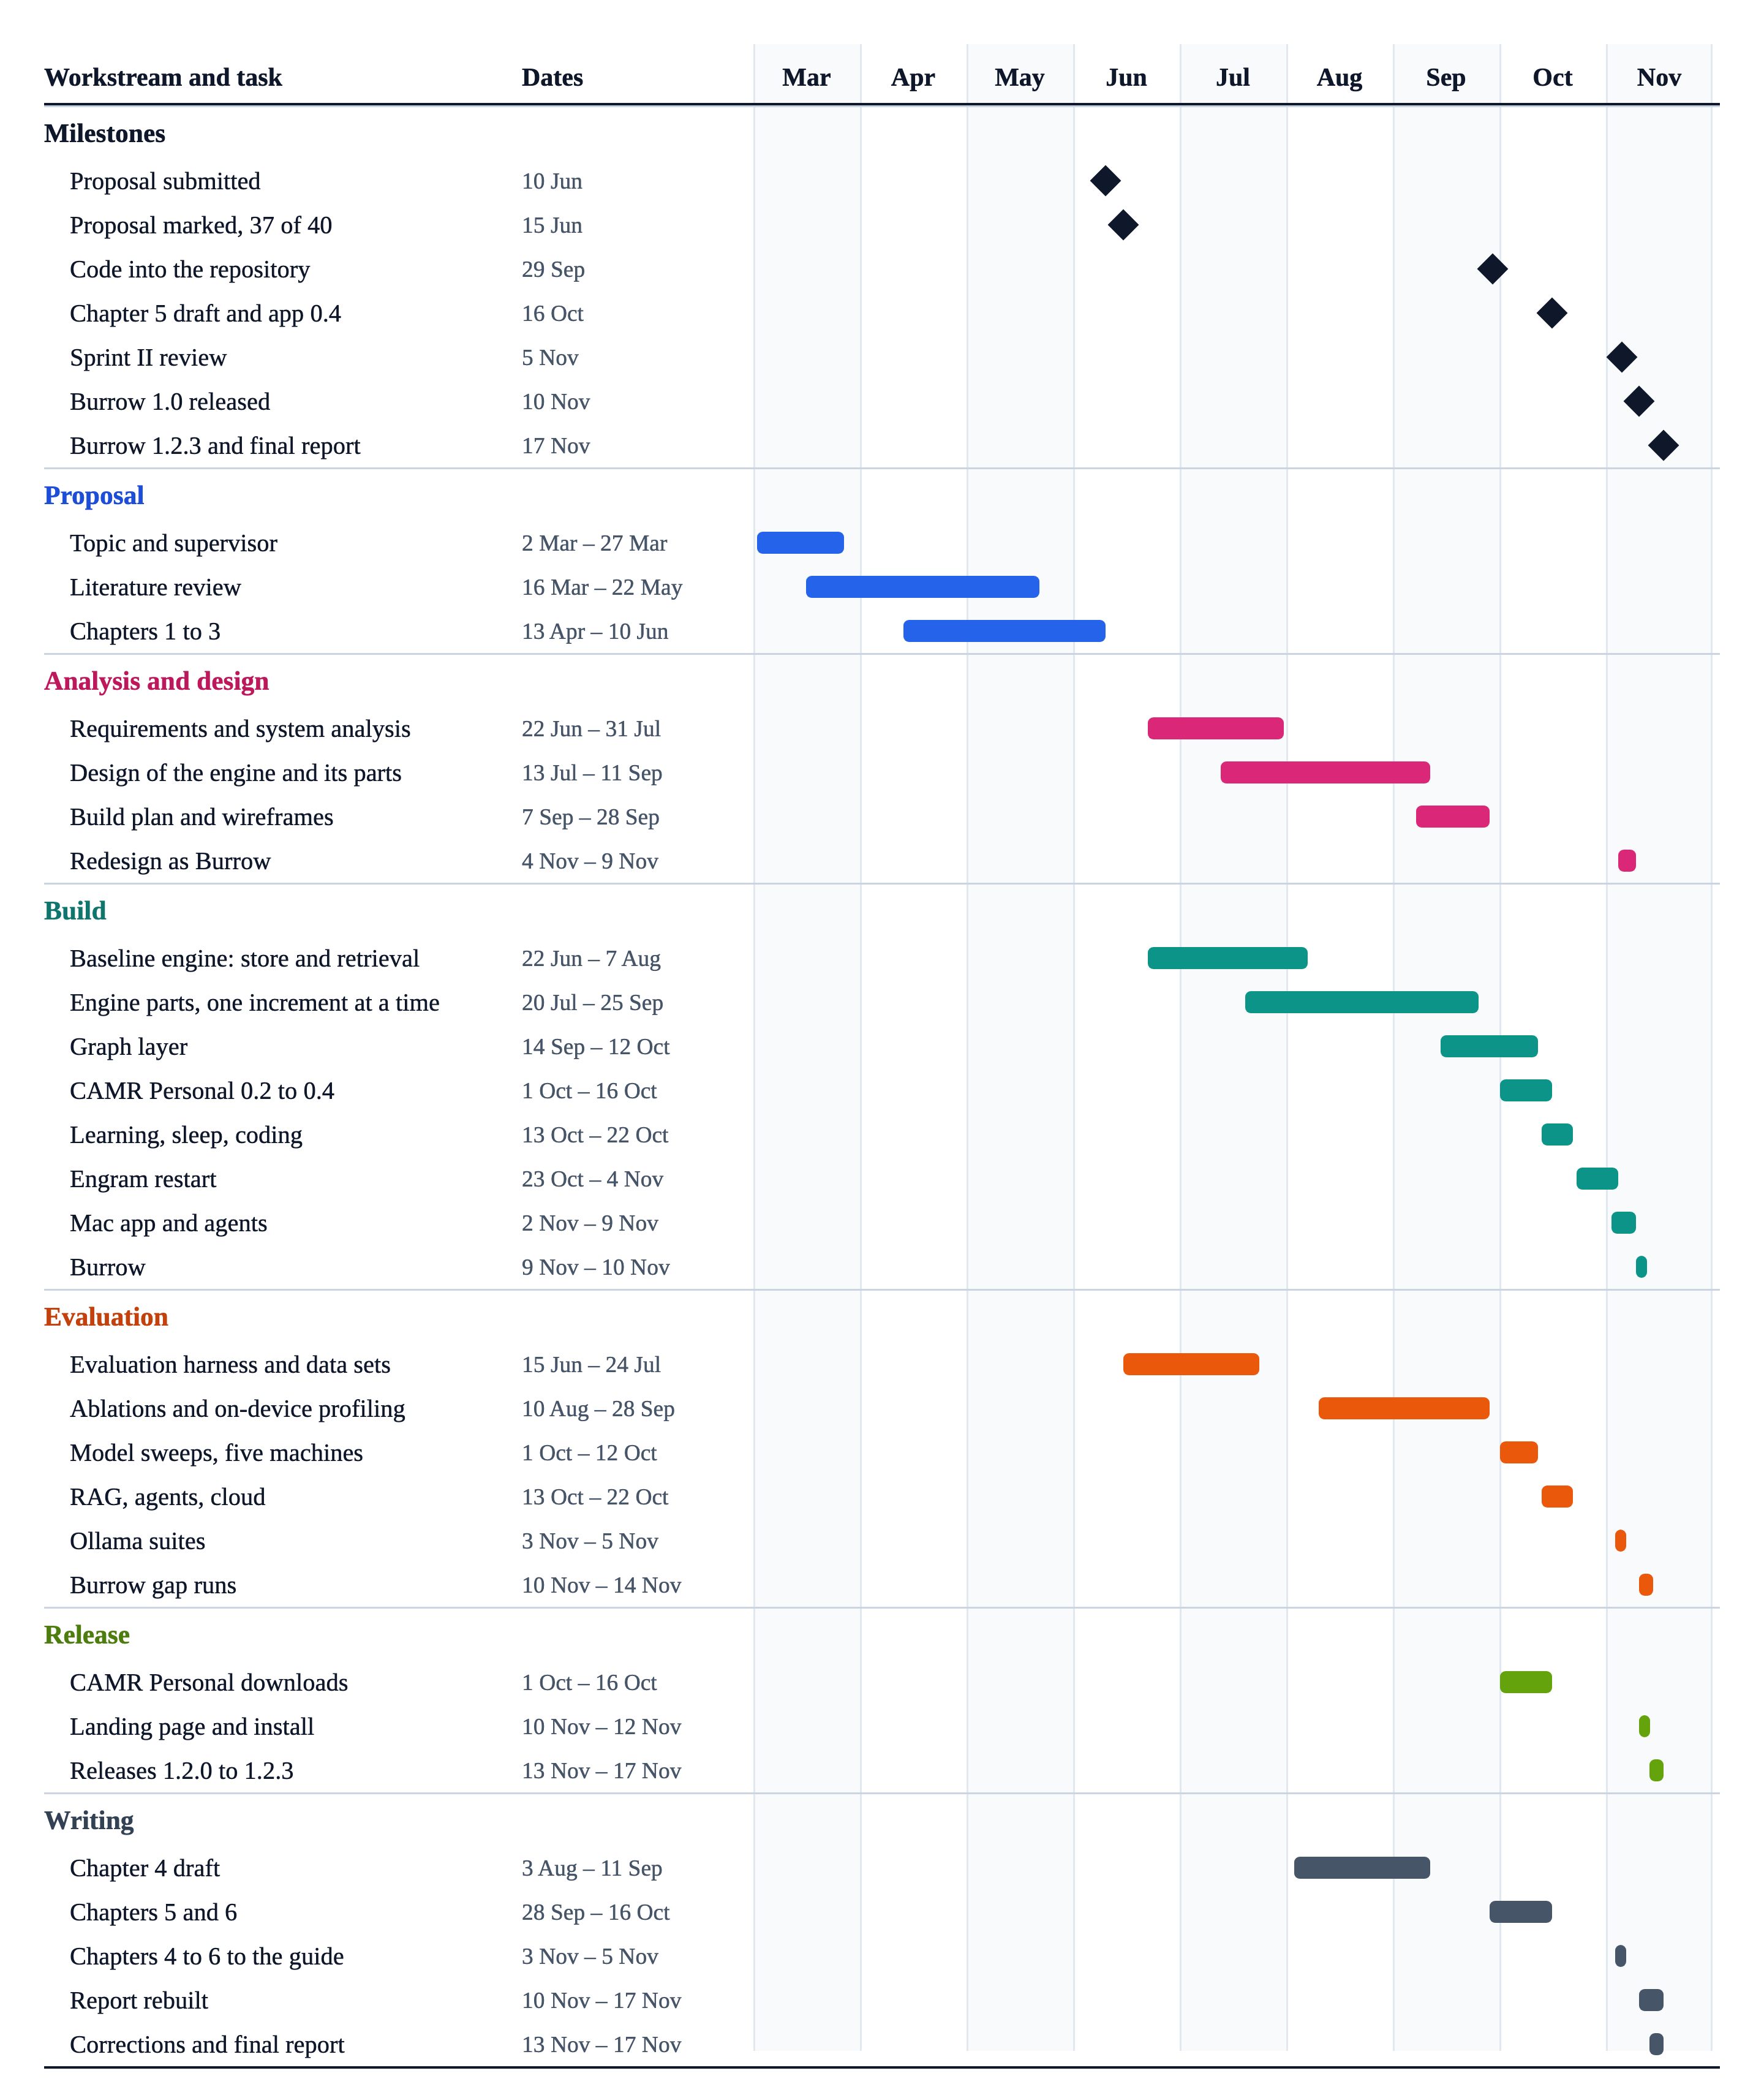 Workstream and task Dates Mar Apr May Jun Jul Aug Sep Oct Nov
Milestones
Proposal submitted 10 Jun
Proposal marked, 37 of 40 15 Jun
Code into the repository 29 Sep
Chapter 5 draft and app 0.4 16 Oct
Sprint II review 5 Nov
Burrow 1.0 released 10 Nov
Burrow 1.2.3 and final report 17 Nov
Proposal
Topic and supervisor 2 Mar – 27 Mar
Literature review 16 Mar – 22 May
Chapters 1 to 3 13 Apr – 10 Jun
Analysis and design
Requirements and system analysis 22 Jun – 31 Jul
Design of the engine and its parts 13 Jul – 11 Sep
Build plan and wireframes 7 Sep – 28 Sep
Redesign as Burrow 4 Nov – 9 Nov
Build
Baseline engine: store and retrieval 22 Jun – 7 Aug
Engine parts, one increment at a time 20 Jul – 25 Sep
Graph layer 14 Sep – 12 Oct
CAMR Personal 0.2 to 0.4 1 Oct – 16 Oct
Learning, sleep, coding 13 Oct – 22 Oct
Engram restart 23 Oct – 4 Nov
Mac app and agents 2 Nov – 9 Nov
Burrow 9 Nov – 10 Nov
Evaluation
Evaluation harness and data sets 15 Jun – 24 Jul
Ablations and on-device profiling 10 Aug – 28 Sep
Model sweeps, five machines 1 Oct – 12 Oct
RAG, agents, cloud 13 Oct – 22 Oct
Ollama suites 3 Nov – 5 Nov
Burrow gap runs 10 Nov – 14 Nov
Release
CAMR Personal downloads 1 Oct – 16 Oct
Landing page and install 10 Nov – 12 Nov
Releases 1.2.0 to 1.2.3 13 Nov – 17 Nov
Writing
Chapter 4 draft 3 Aug – 11 Sep
Chapters 5 and 6 28 Sep – 16 Oct
Chapters 4 to 6 to the guide 3 Nov – 5 Nov
Report rebuilt 10 Nov – 17 Nov
Corrections and final report 13 Nov – 17 Nov